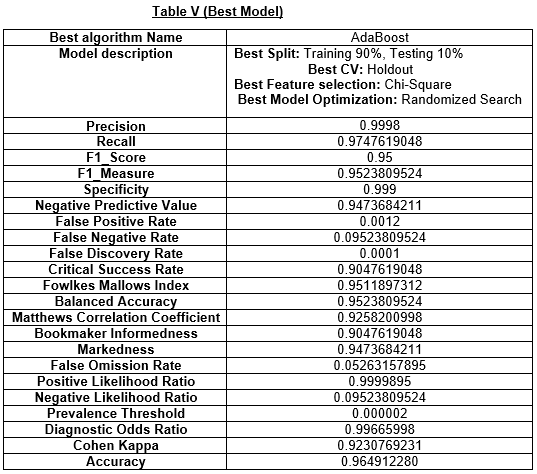 Table V (Best Model)
Best algorithm Name AdaBoost
Model description Best Split: Training 90%, Testing 10%
Best CV: Holdout
Best Feature selection: Chi-Square
Best Model Optimization: Randomized Search
Precision 0.9998
Recall 0.9747619048
F1_Score 0.95
F1_Measure 0.9523809524
Specificity 0.999
Negative Predictive Value 0.9473684211
False Positive Rate 0.0012
False Negative Rate 0.09523809524
False Discovery Rate 0.0001
Critical Success Rate 0.9047619048
Fowlkes Mallows Index 0.9511897312
Balanced Accuracy 0.9523809524
Matthews Correlation Coefficient 0.9258200998
Bookmaker Informedness 0.9047619048
Markedness 0.9473684211
False Omission Rate 0.05263157895
Positive Likelihood Ratio 0.9999895
Negative Likelihood Ratio 0.09523809524
Prevalence Threshold 0.000002
Diagnostic Odds Ratio 0.99665998
Cohen Kappa 0.9230769231
Accuracy 0.964912280